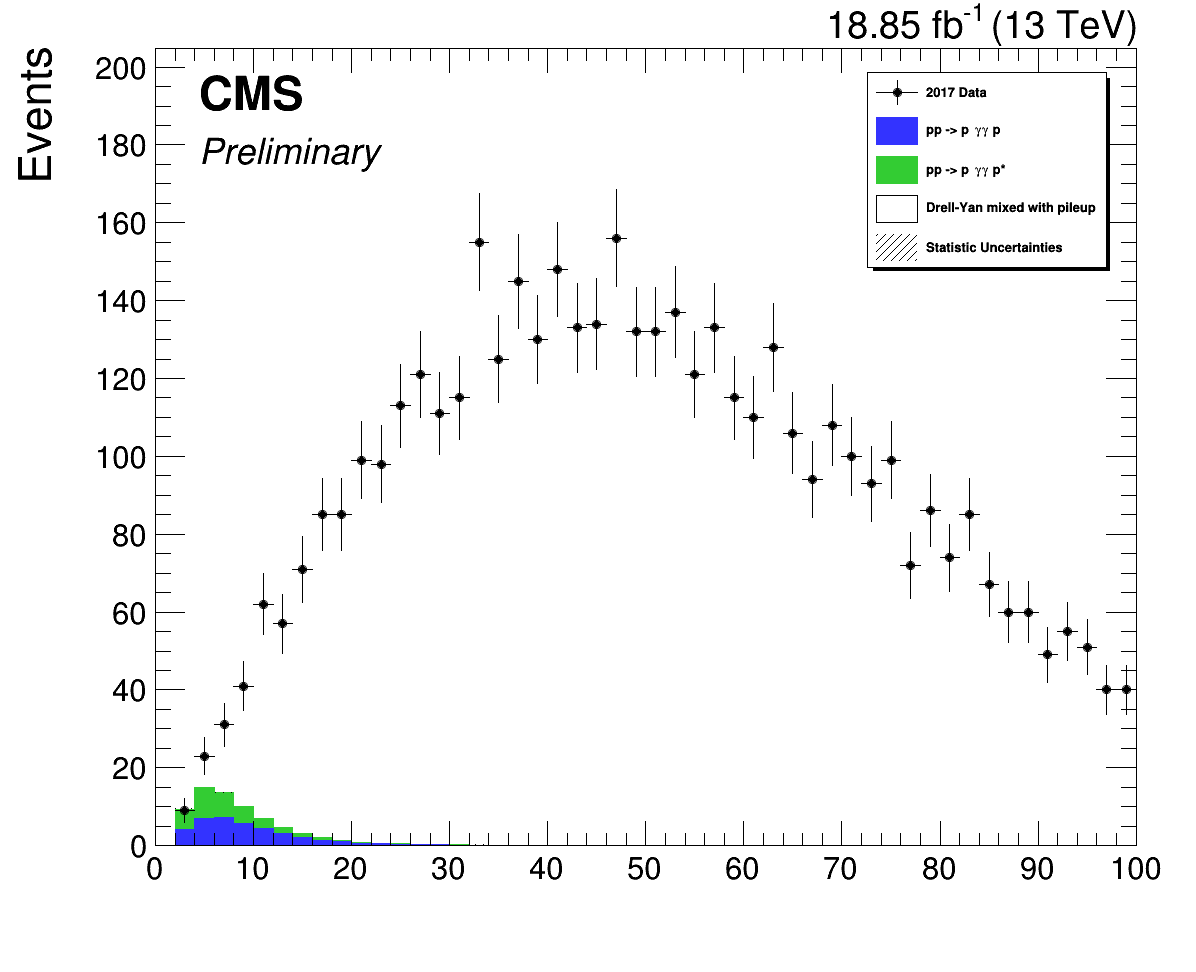 18.85 fb⁻¹ (13 TeV)
Events
CMS
Preliminary
2017 Data
pp -> p γγ p
pp -> p γγ p*
Drell-Yan mixed with pileup
Statistic Uncertainties
200
180
160
140
120
100
80
60
40
20
0
0 10 20 30 40 50 60 70 80 90 100